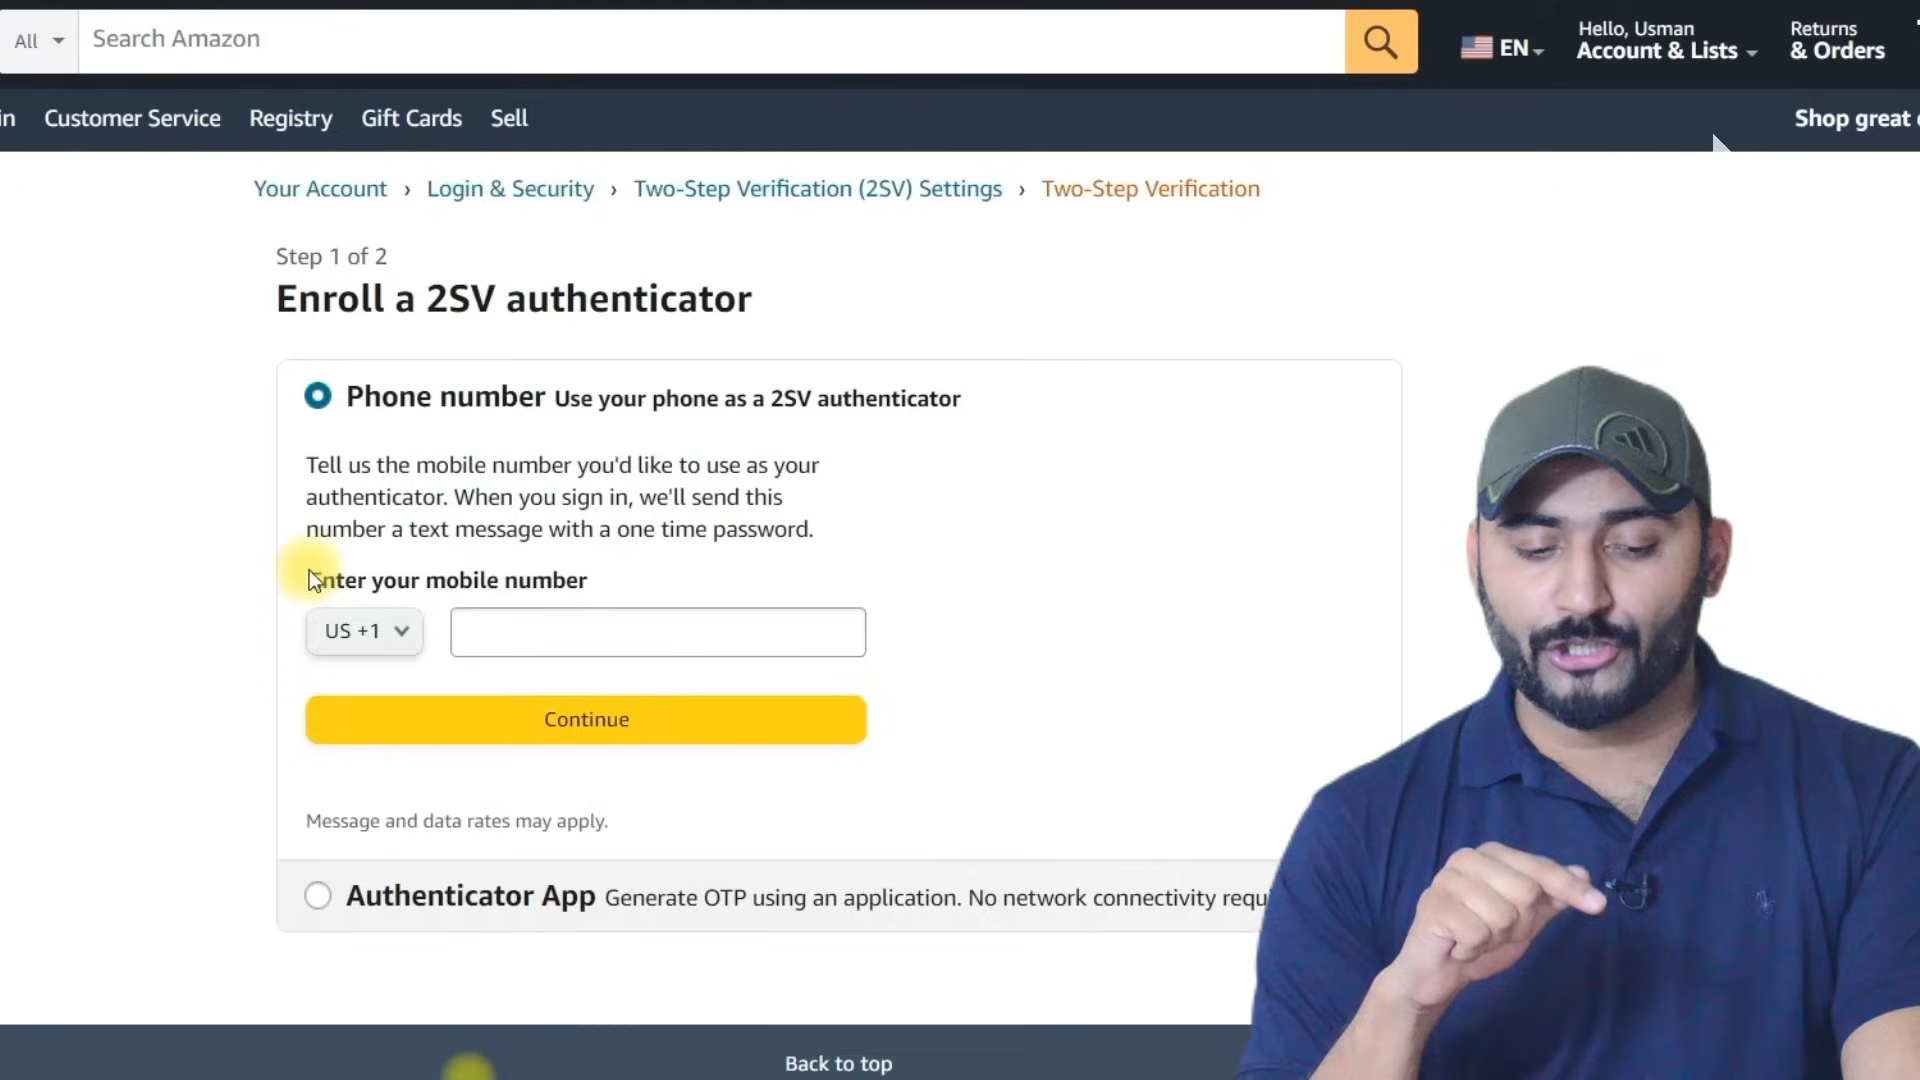 All
Search Amazon
EN
Hello, Usman
Account & Lists
Returns
& Orders
in
Customer Service
Registry
Gift Cards
Sell
Shop great
Your Account › Login & Security › Two-Step Verification (2SV) Settings › Two-Step Verification
Step 1 of 2
Enroll a 2SV authenticator
Phone number Use your phone as a 2SV authenticator
Tell us the mobile number you'd like to use as your
authenticator. When you sign in, we'll send this
number a text message with a one time password.
Enter your mobile number
US +1
Continue
Message and data rates may apply.
Authenticator App Generate OTP using an application. No network connectivity requi
Back to top